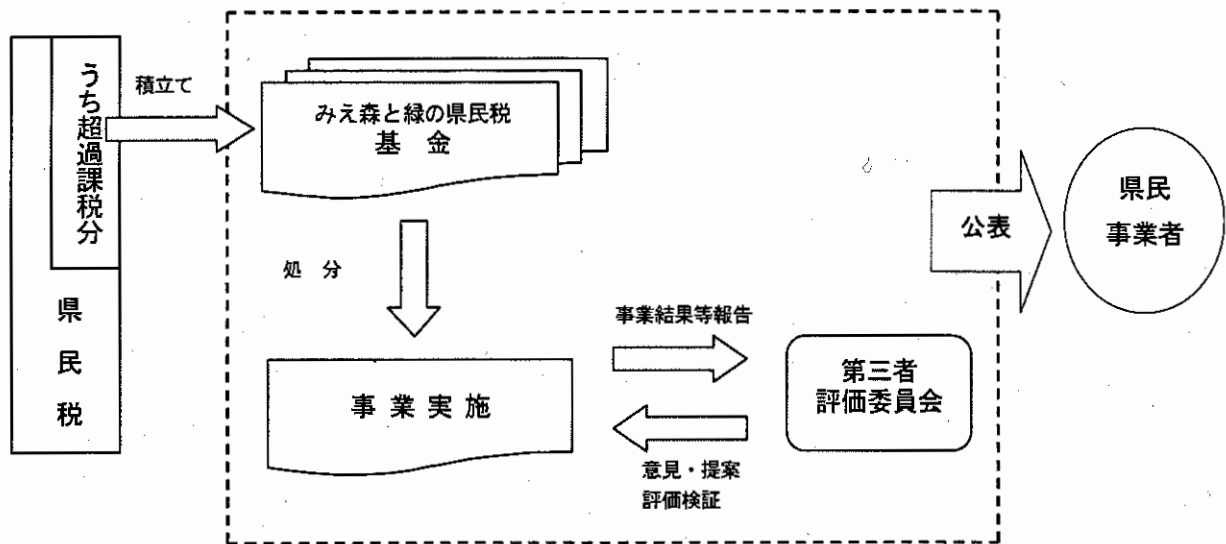 うち超過課税分
県民税
積立て
みえ森と緑の県民税
基金
処分
事業実施
事業結果等報告
意見・提案
評価検証
第三者
評価委員会
公表
県民
事業者